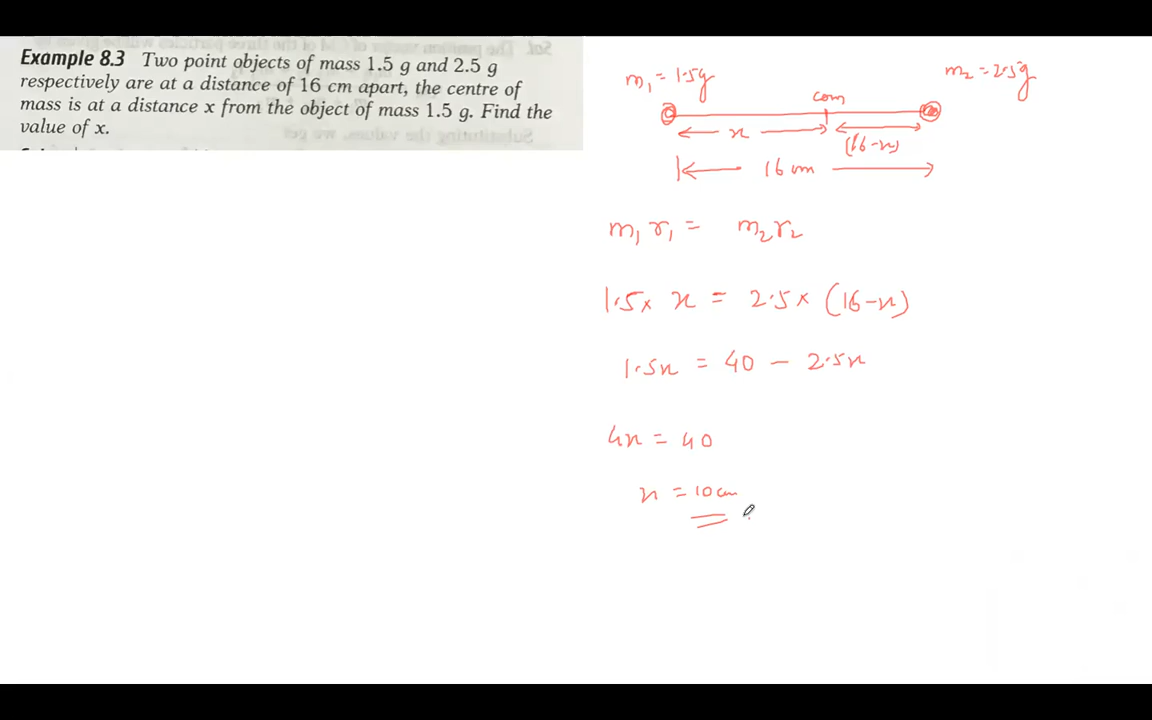 Example 8.3 Two point objects of mass 1.5 g and 2.5 g
respectively are at a distance of 16 cm apart, the centre of
mass is at a distance x from the object of mass 1.5 g. Find the
value of x.
m₁ = 1.5g
m₂ = 2.5g
com
x
(16-x)
16 cm
m₁ r₁ = m₂r₂
1.5× x = 2.5× (16-x)
1.5x = 40 - 2.5x
4x = 40
x = 10cm